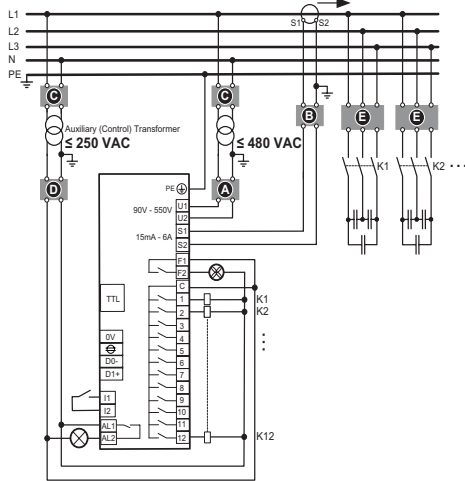 L1
S1 S2
L2
L3
N
PE
C
C
B
E
E
Auxiliary (Control) Transformer
≤ 250 VAC
≤ 480 VAC
K1
K2
D
A
PE
90V - 550V
U1
U2
15mA - 6A
S1
S2
F1
F2
C
TTL
1
K1
2
K2
3
0V
4
5
D0-
6
D1+
7
8
I1
9
I2
10
AL1
11
AL2
12
K12